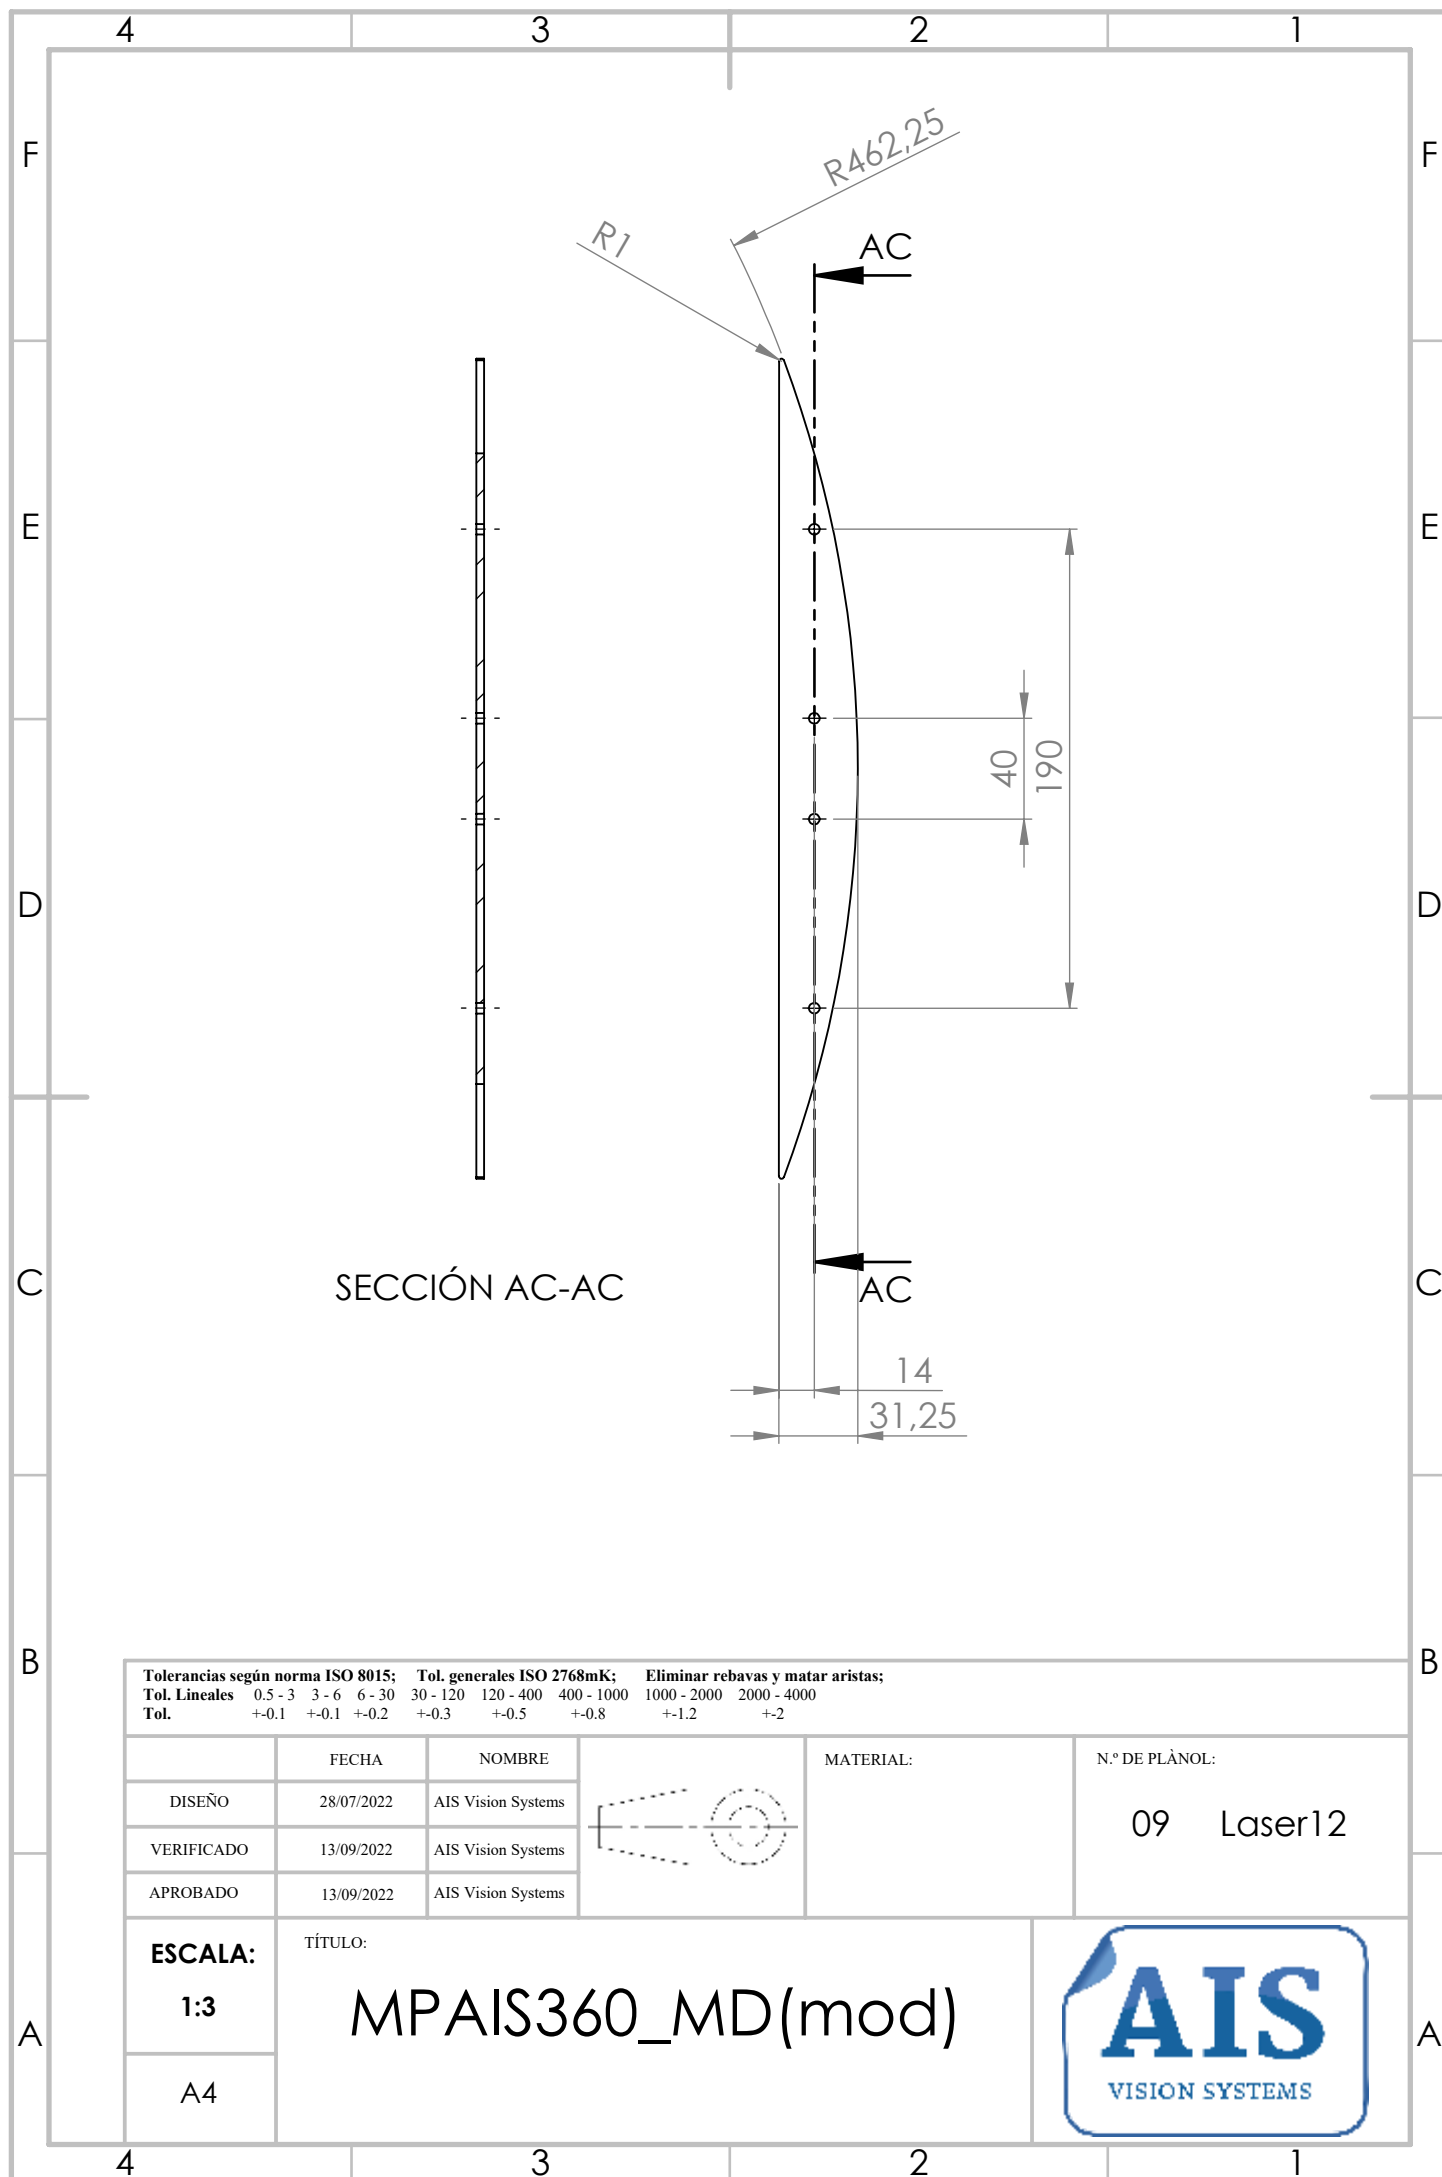 4 3 2 1
F F
R462,25
R1
AC
E E
40
190
D D
C C
SECCIÓN AC-AC
AC
14
31,25
B B
Tolerancias según norma ISO 8015; Tol. generales ISO 2768mK; Eliminar rebavas y matar aristas;
Tol. Lineales 0.5 - 3 3 - 6 6 - 30 30 - 120 120 - 400 400 - 1000 1000 - 2000 2000 - 4000
Tol. +-0.1 +-0.1 +-0.2 +-0.3 +-0.5 +-0.8 +-1.2 +-2
FECHA NOMBRE MATERIAL: N.º DE PLÀNOL:
DISEÑO 28/07/2022 AIS Vision Systems
09 Laser12
VERIFICADO 13/09/2022 AIS Vision Systems
APROBADO 13/09/2022 AIS Vision Systems
ESCALA: TÍTULO:
1:3
MPAIS360_MD(mod)
AIS
VISION SYSTEMS
A A
A4
4 3 2 1